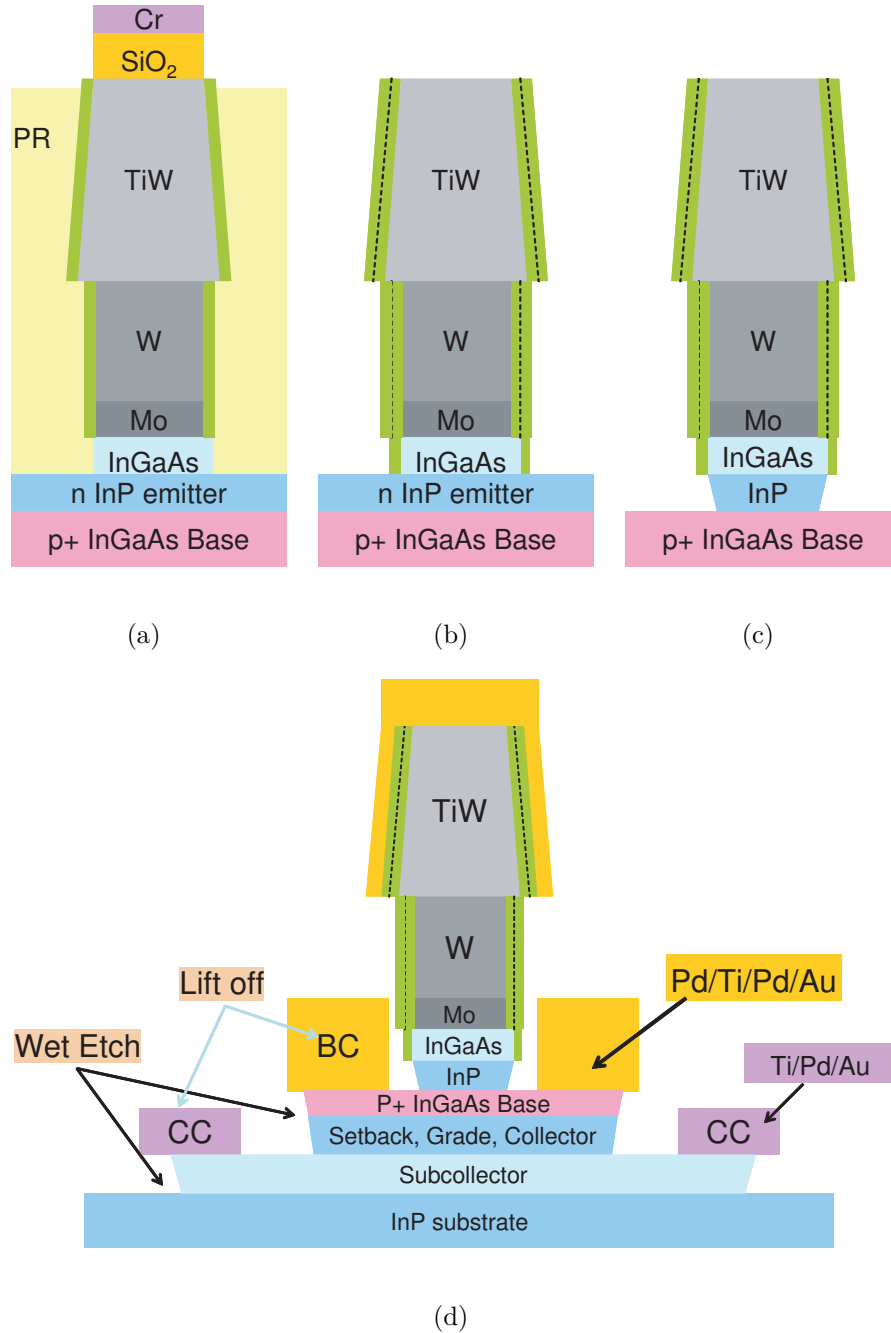 Cr
SiO₂
PR
TiW
TiW
TiW
W
W
W
Mo
Mo
Mo
InGaAs
InGaAs
InGaAs
n InP emitter
n InP emitter
InP
p+ InGaAs Base
p+ InGaAs Base
p+ InGaAs Base
(a)
(b)
(c)
TiW
W
Lift off
Pd/Ti/Pd/Au
Mo
Wet Etch
BC
InGaAs
Ti/Pd/Au
InP
P+ InGaAs Base
CC
Setback, Grade, Collector
CC
Subcollector
InP substrate
(d)